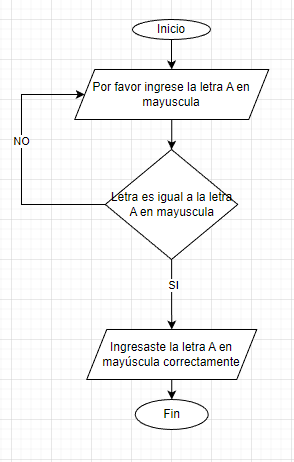 Inicio
Por favor ingrese la letra A en
mayuscula
NO
Letra es igual a la letra
A en mayuscula
SI
Ingresaste la letra A en
mayúscula correctamente
Fin